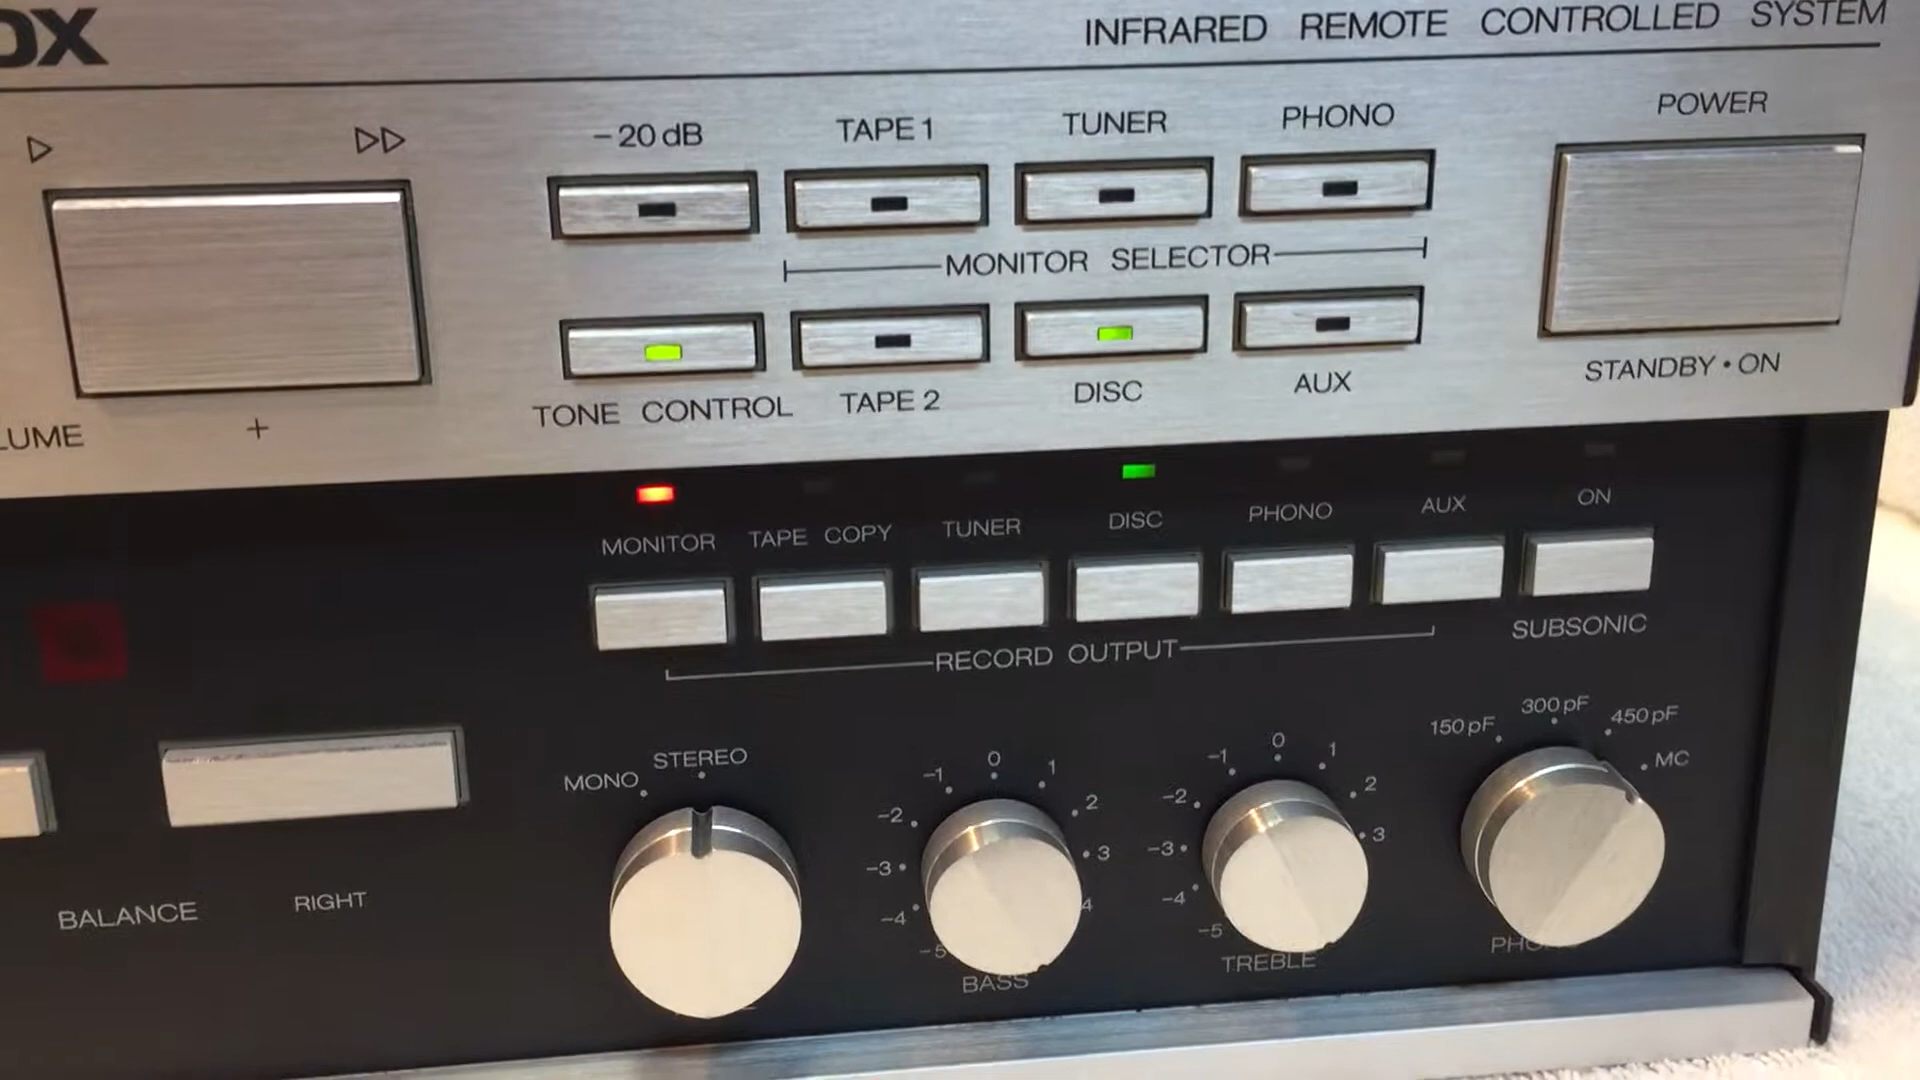 OX
INFRARED REMOTE CONTROLLED SYSTEM
-20 dB TAPE 1 TUNER PHONO POWER
MONITOR SELECTOR
TONE CONTROL TAPE 2 DISC AUX STANDBY • ON
LUME +
MONITOR TAPE COPY TUNER DISC PHONO AUX ON
RECORD OUTPUT SUBSONIC
MONO STEREO
-5 -4 -3 -2 -1 0 1 2 3 4
-5 -4 -3 -2 -1 0 1 2 3
150 pF 300 pF 450 pF MC
BALANCE RIGHT BASS TREBLE